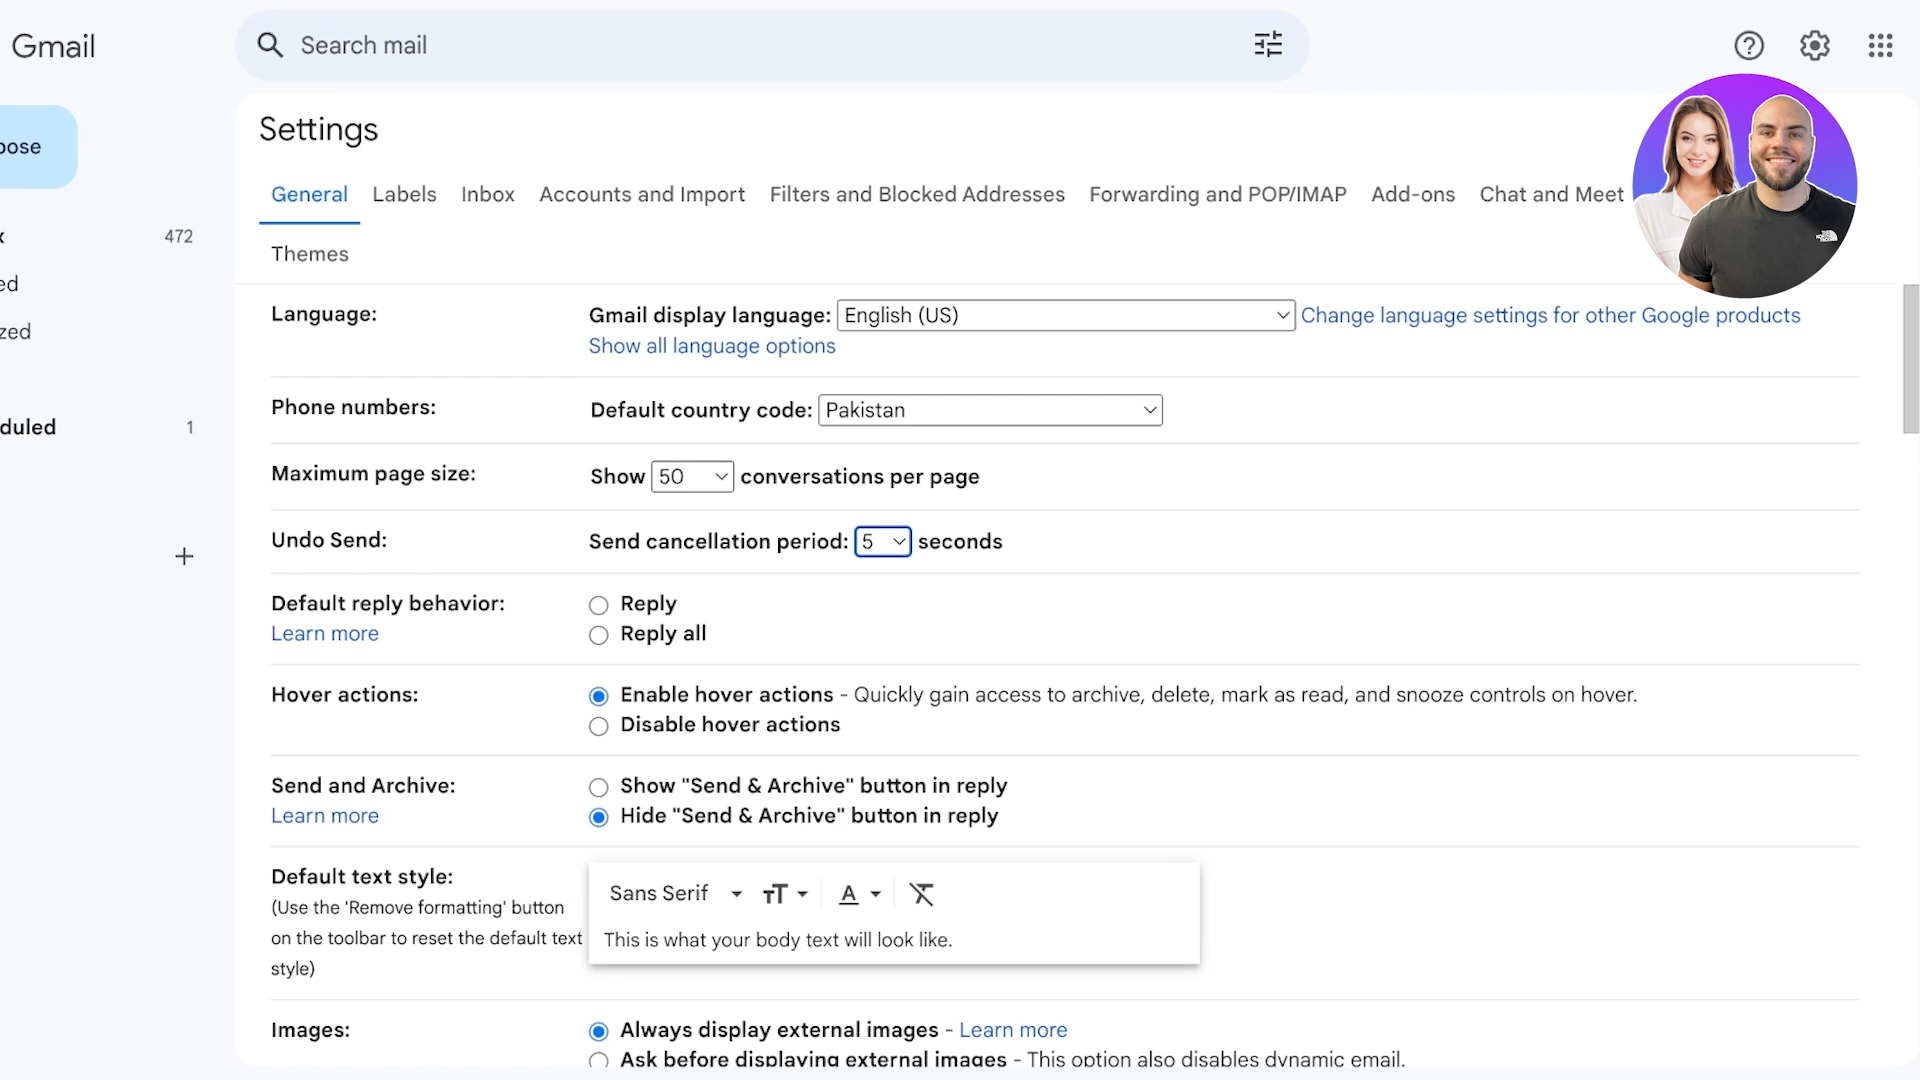 Gmail
Search mail
pose
x 472
ed
zed
duled 1
Settings
General Labels Inbox Accounts and Import Filters and Blocked Addresses Forwarding and POP/IMAP Add-ons Chat and Meet
Themes
Language: Gmail display language: English (US) Change language settings for other Google products
Show all language options
Phone numbers: Default country code: Pakistan
Maximum page size: Show 50 conversations per page
Undo Send: Send cancellation period: 5 seconds
Default reply behavior: Reply
Learn more Reply all
Hover actions: Enable hover actions - Quickly gain access to archive, delete, mark as read, and snooze controls on hover.
Disable hover actions
Send and Archive: Show "Send & Archive" button in reply
Learn more Hide "Send & Archive" button in reply
Default text style: Sans Serif
(Use the 'Remove formatting' button
on the toolbar to reset the default text This is what your body text will look like.
style)
Images: Always display external images - Learn more
Ask before displaying external images - This option also disables dynamic email.